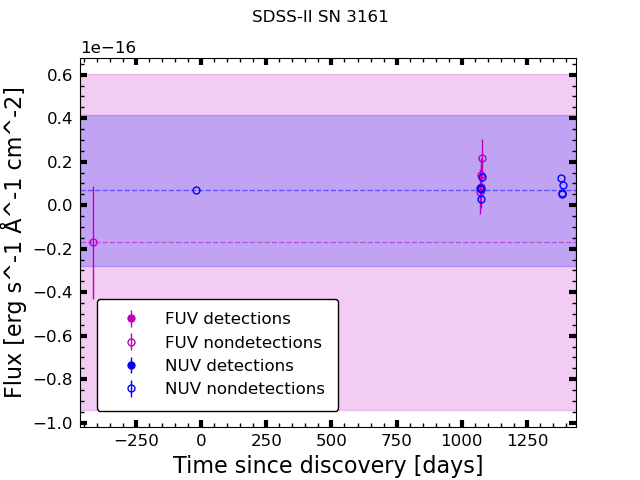 SDSS-II SN 3161
1e−16
0.6
0.4
0.2
0.0
−0.2
−0.4
−0.6
−0.8
−1.0
Flux [erg s^-1 Å^-1 cm^-2]
FUV detections
FUV nondetections
NUV detections
NUV nondetections
−250 0 250 500 750 1000 1250
Time since discovery [days]